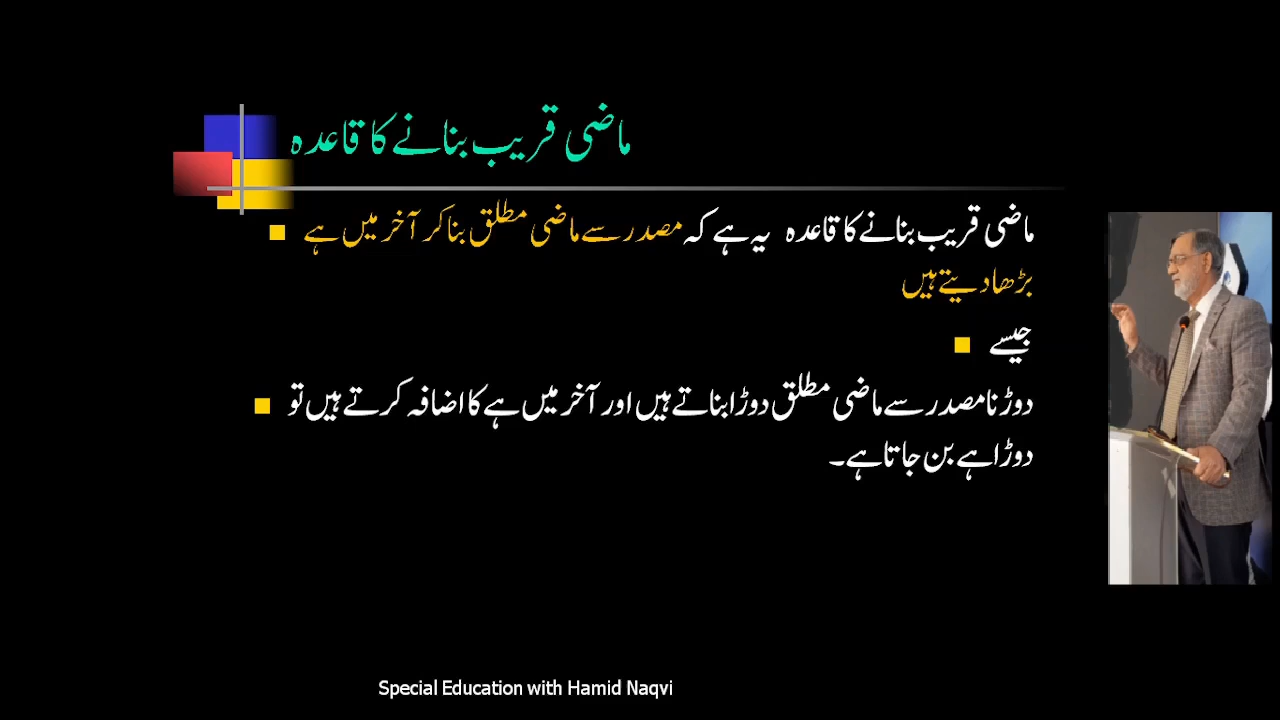 ماضی قریب بنانے کا قاعدہ
ماضی قریب بنانے کا قاعدہ یہ ہے کہ مصدر سے ماضی مطلق بنا کر آخر میں ہے
بڑھا دیتے ہیں
جیسے
دوڑنا مصدر سے ماضی مطلق دوڑا بناتے ہیں اور آخر میں ہے کا اضافہ کرتے ہیں تو
دوڑا ہے بن جاتا ہے۔
Special Education with Hamid Naqvi